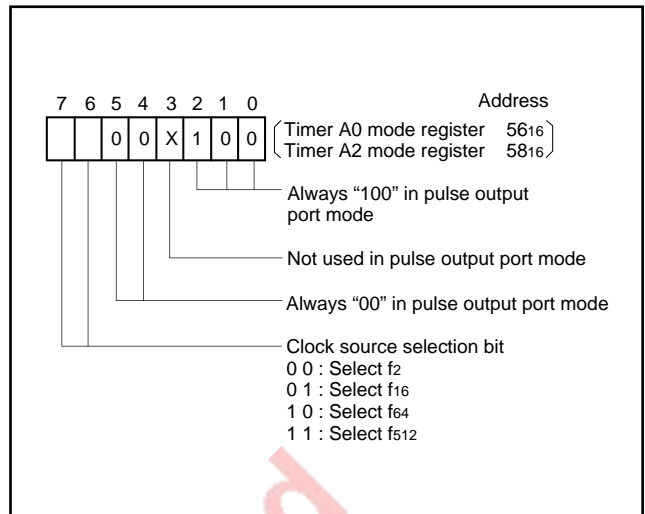 7 6 5 4 3 2 1 0 Address
0 0 X 1 0 0 Timer A0 mode register 5616
Timer A2 mode register 5816
Always “100” in pulse output
port mode
Not used in pulse output port mode
Always “00” in pulse output port mode
Clock source selection bit
0 0 : Select f2
0 1 : Select f16
1 0 : Select f64
1 1 : Select f512